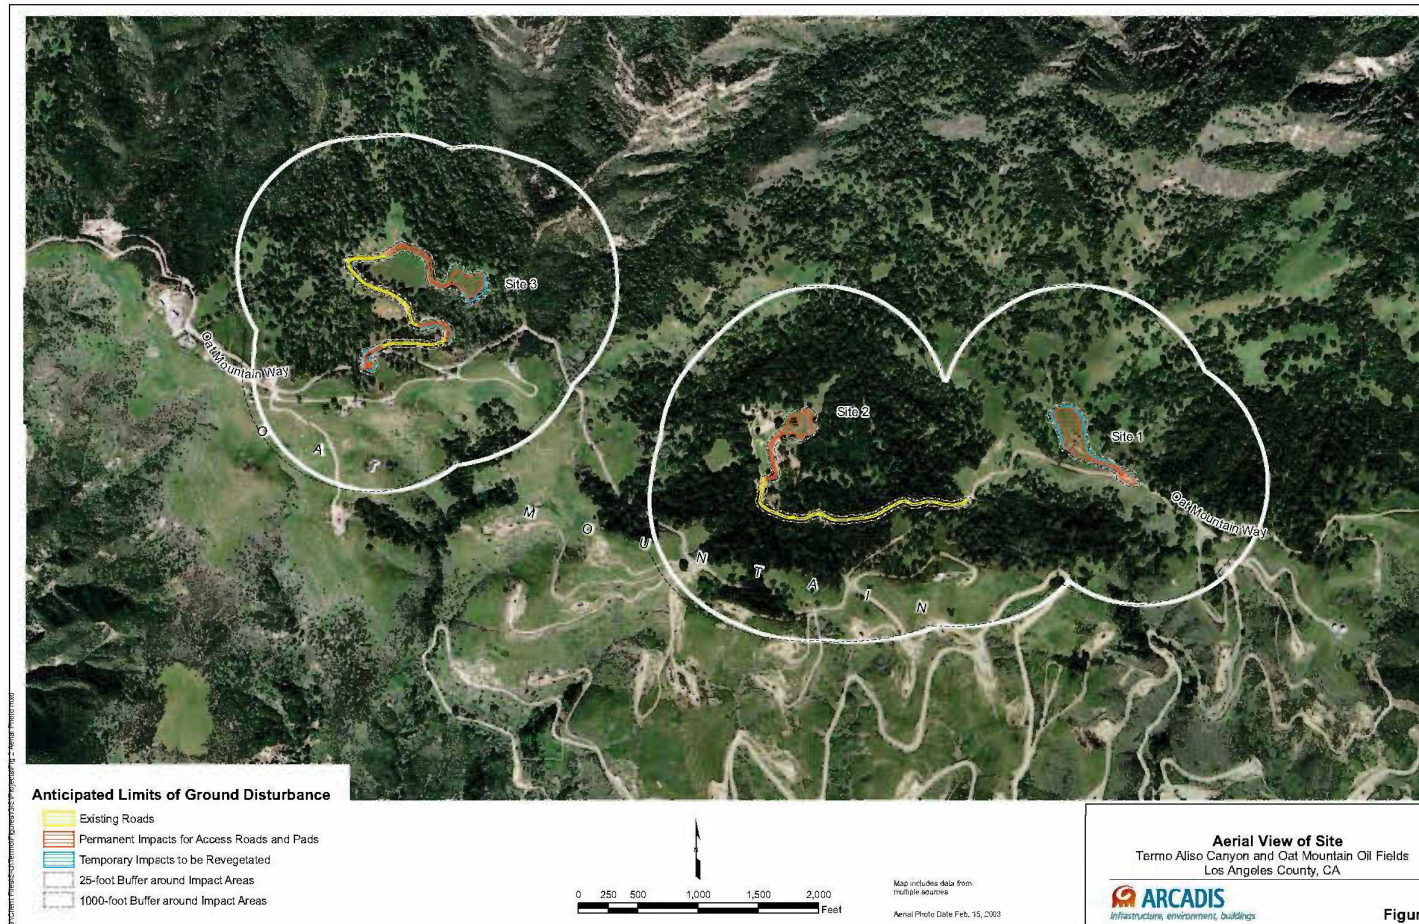 Site 3
Oat Mountain Way
Site 2
Site 1
Oat Mountain Way
O A T
M O U N T A I N
Anticipated Limits of Ground Disturbance
Existing Roads
Permanent Impacts for Access Roads and Pads
Temporary Impacts to be Revegetated
25-foot Buffer around Impact Areas
1000-foot Buffer around Impact Areas
N
0 250 500 1,000 1,500 2,000
Feet
Map includes data from
multiple sources
Aerial Photo Date Feb. 15, 2003
Aerial View of Site
Termo Aliso Canyon and Oat Mountain Oil Fields
Los Angeles County, CA
ARCADIS
Infrastructure, environment, buildings
Figur